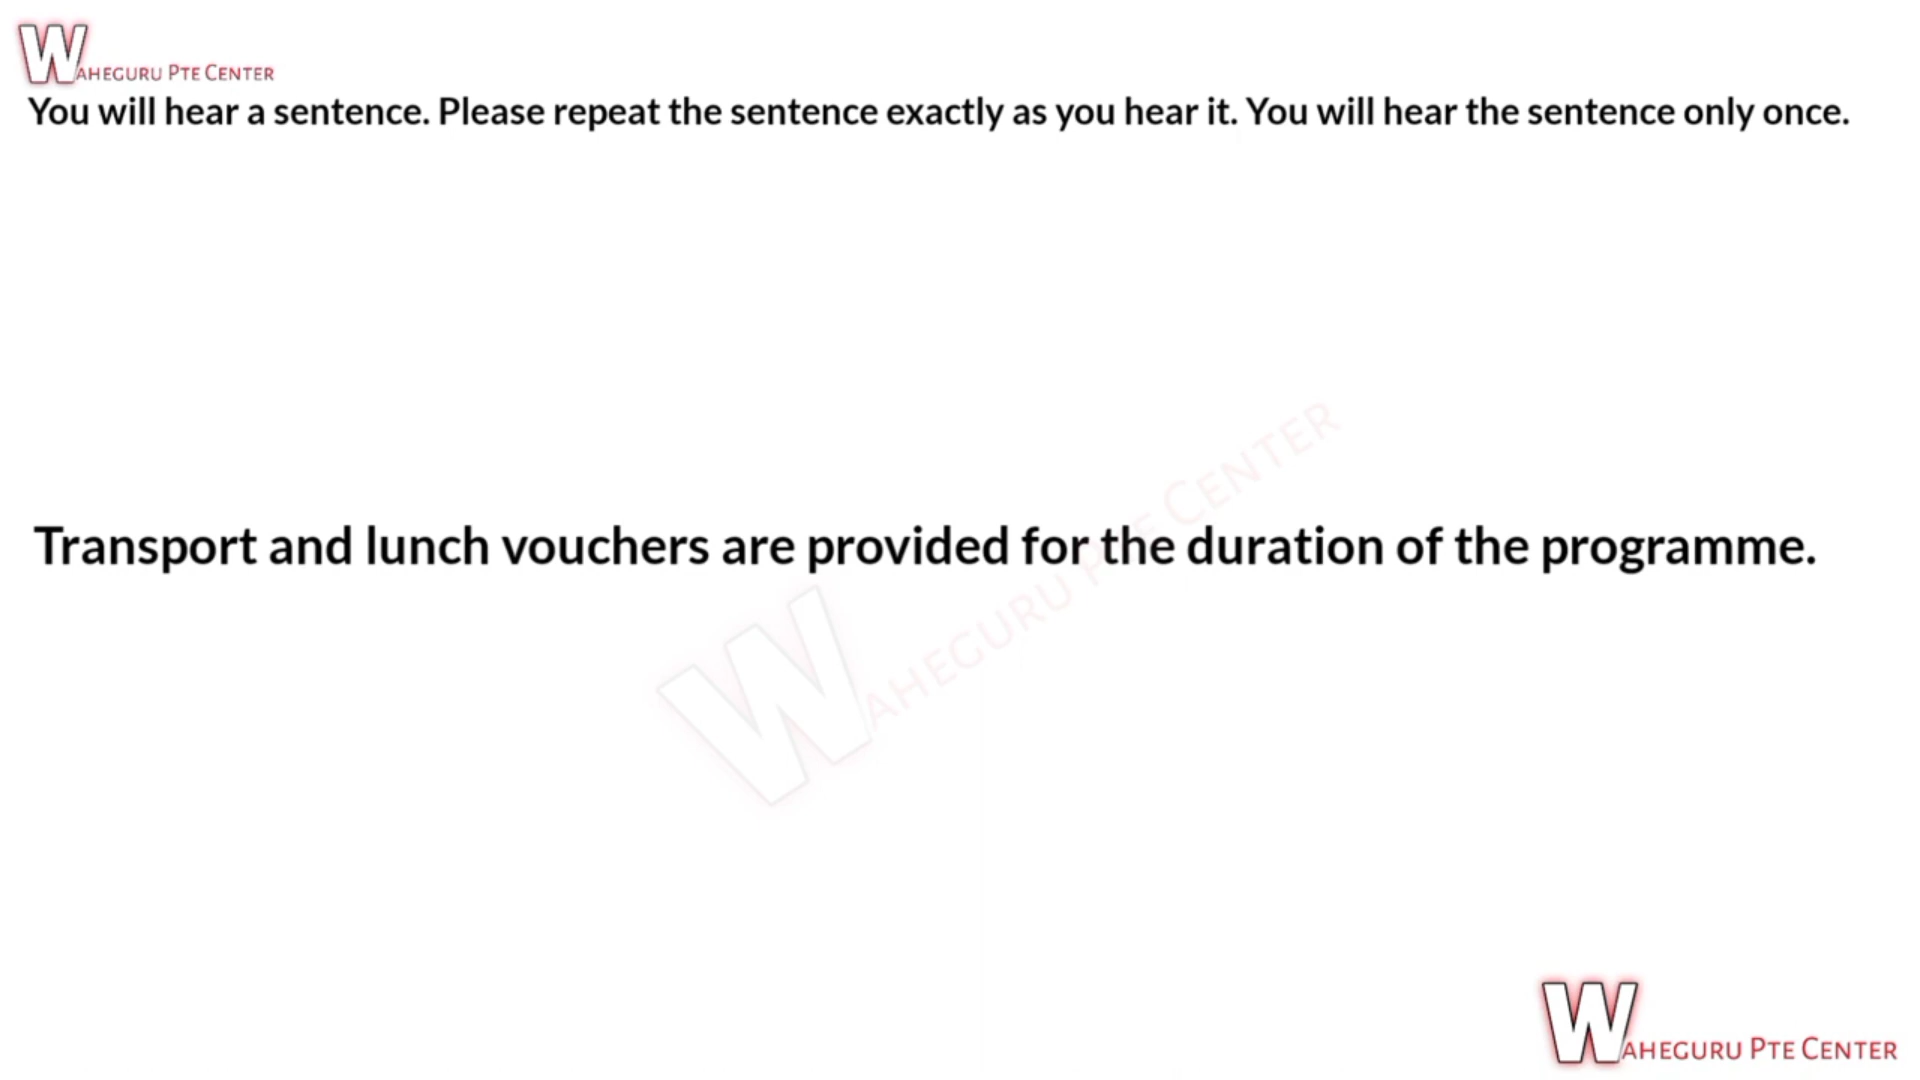 WAHEGURU PTE CENTER
You will hear a sentence. Please repeat the sentence exactly as you hear it. You will hear the sentence only once.
Transport and lunch vouchers are provided for the duration of the programme.
WAHEGURU PTE CENTER
WAHEGURU PTE CENTER